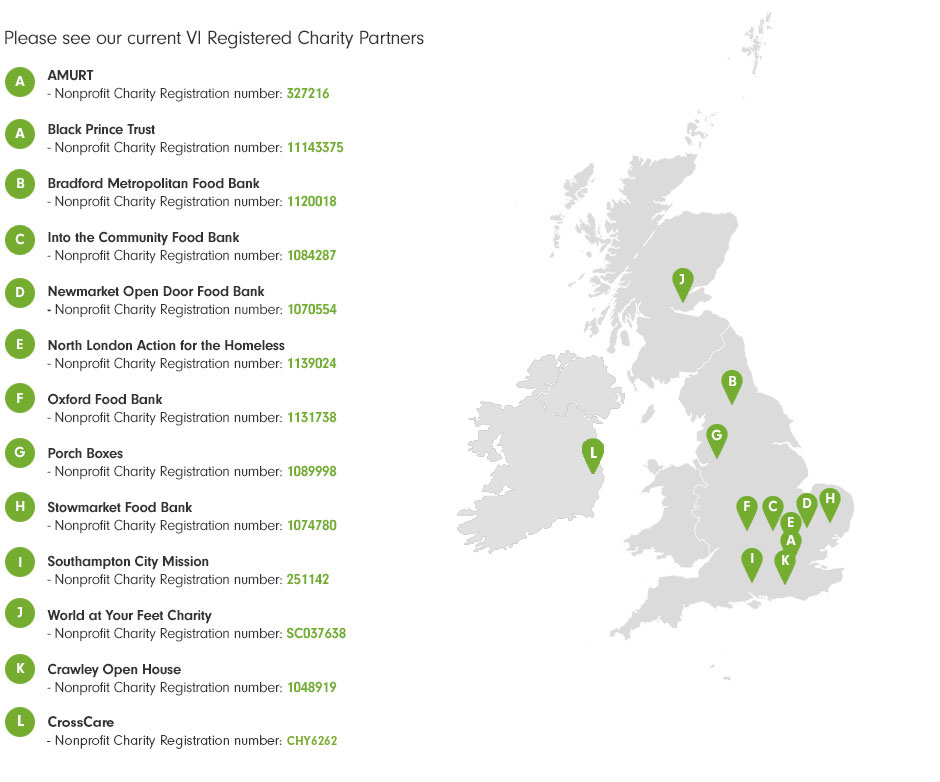 Please see our current VI Registered Charity Partners
A
AMURT
- Nonprofit Charity Registration number: 327216
A
Black Prince Trust
- Nonprofit Charity Registration number: 11143375
B
Bradford Metropolitan Food Bank
- Nonprofit Charity Registration number: 1120018
C
Into the Community Food Bank
- Nonprofit Charity Registration number: 1084287
D
Newmarket Open Door Food Bank
- Nonprofit Charity Registration number: 1070554
E
North London Action for the Homeless
- Nonprofit Charity Registration number: 1139024
F
Oxford Food Bank
- Nonprofit Charity Registration number: 1131738
G
Porch Boxes
- Nonprofit Charity Registration number: 1089998
H
Stowmarket Food Bank
- Nonprofit Charity Registration number: 1074780
I
Southampton City Mission
- Nonprofit Charity Registration number: 251142
J
World at Your Feet Charity
- Nonprofit Charity Registration number: SC037638
K
Crawley Open House
- Nonprofit Charity Registration number: 1048919
L
CrossCare
- Nonprofit Charity Registration number: CHY6262
J
B
G
L
F
C
D
H
E
A
I
K